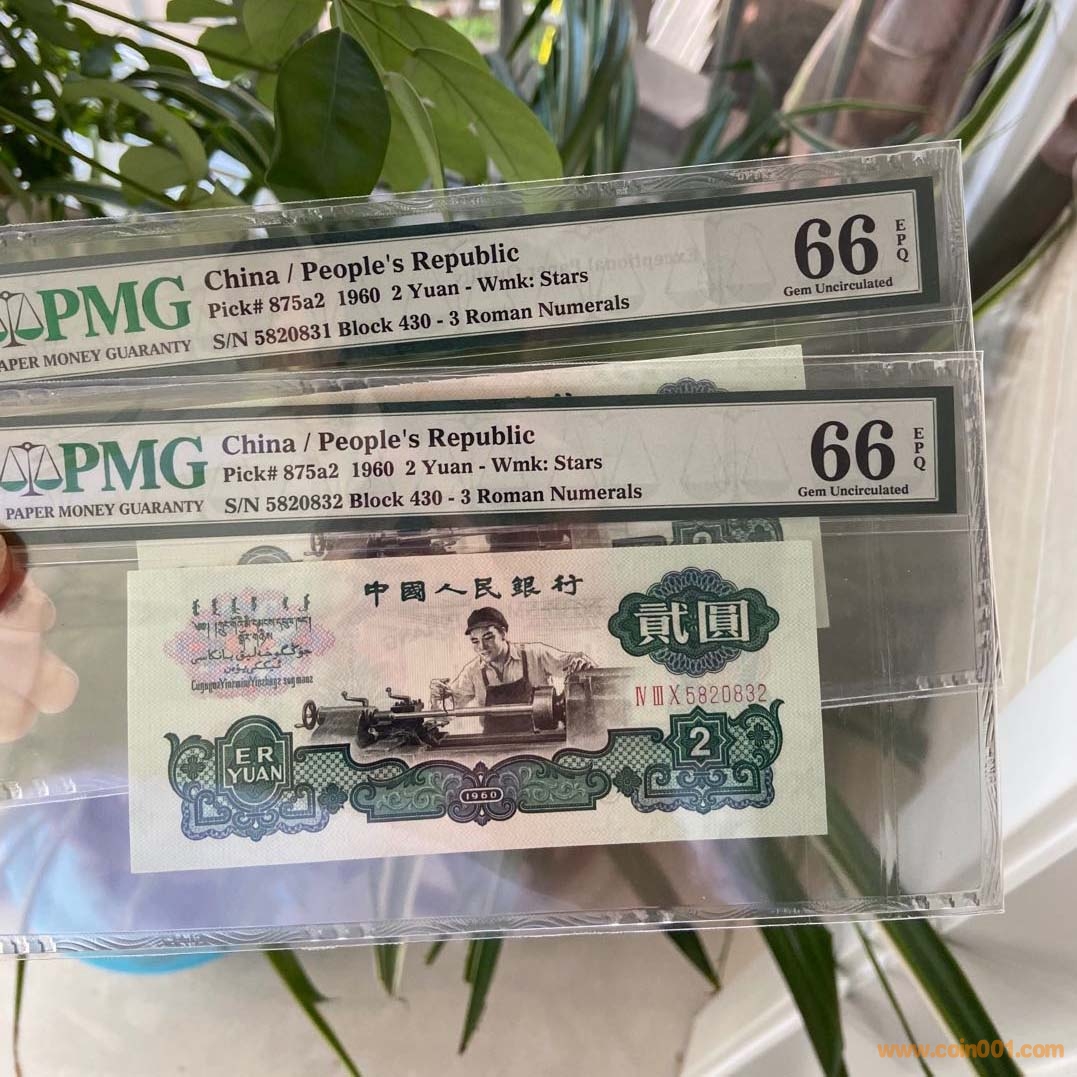 PMG
PAPER MONEY GUARANTY
China / People's Republic
Pick# 875a2 1960 2 Yuan - Wmk: Stars
S/N 5820831 Block 430 - 3 Roman Numerals
66
EPQ
Gem Uncirculated
PMG
PAPER MONEY GUARANTY
China / People's Republic
Pick# 875a2 1960 2 Yuan - Wmk: Stars
S/N 5820832 Block 430 - 3 Roman Numerals
66
EPQ
Gem Uncirculated
中國人民銀行
貳圓
IV III X 5820832
ER
YUAN
1960
2
www.coin001.com